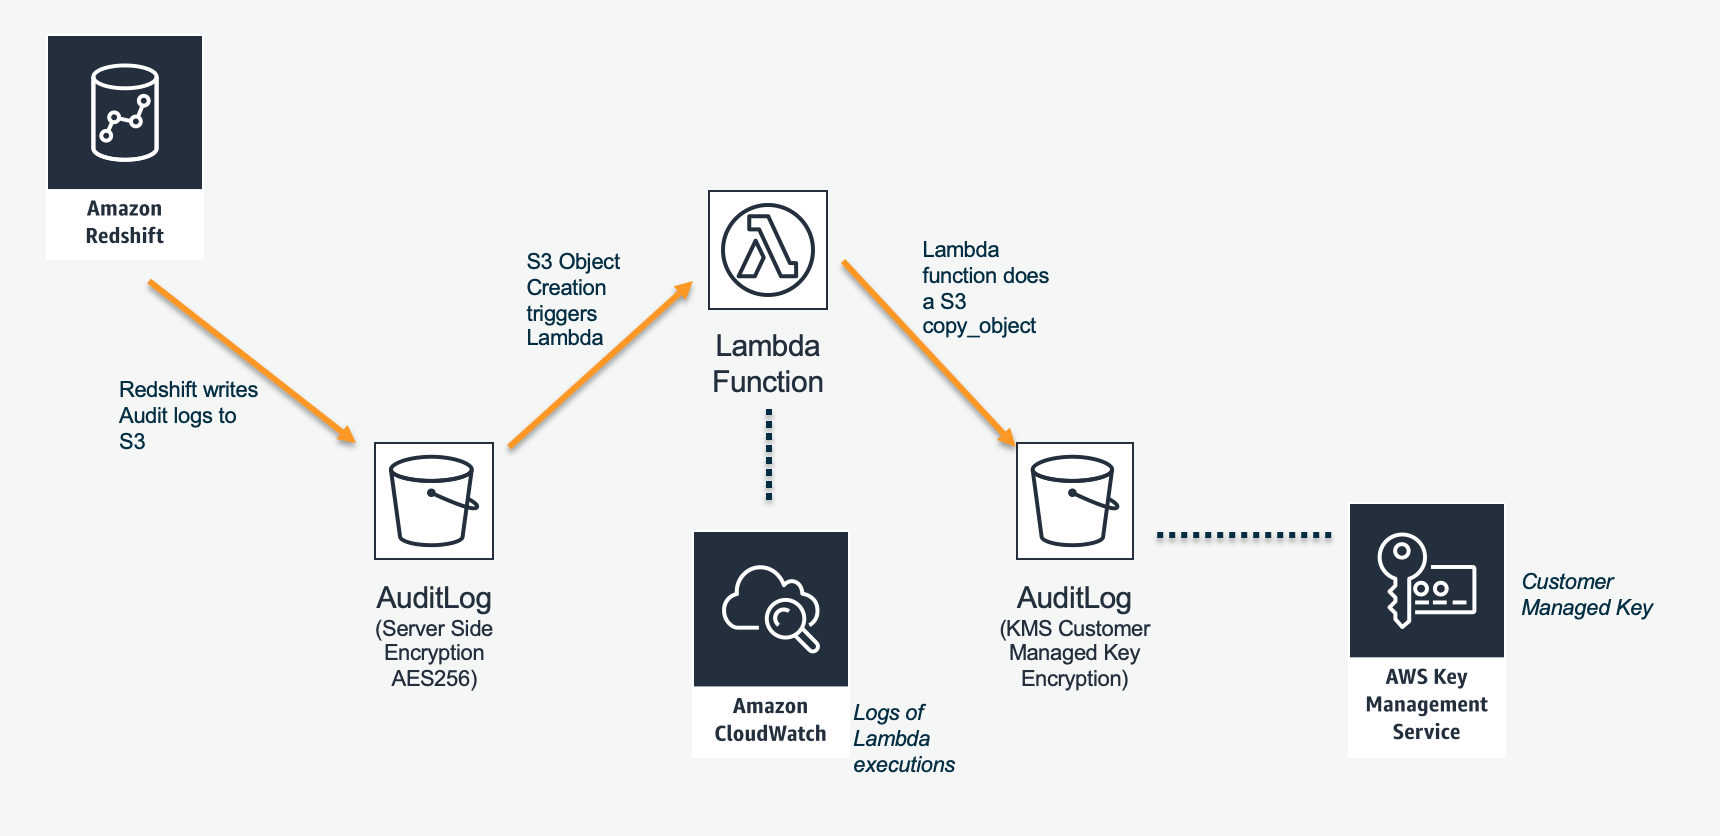 Amazon
Redshift
Redshift writes
Audit logs to
S3
AuditLog
(Server Side
Encryption
AES256)
S3 Object
Creation
triggers
Lambda
Lambda
Function
Amazon
CloudWatch
Logs of
Lambda
executions
Lambda
function does
a S3
copy_object
AuditLog
(KMS Customer
Managed Key
Encryption)
AWS Key
Management
Service
Customer
Managed Key